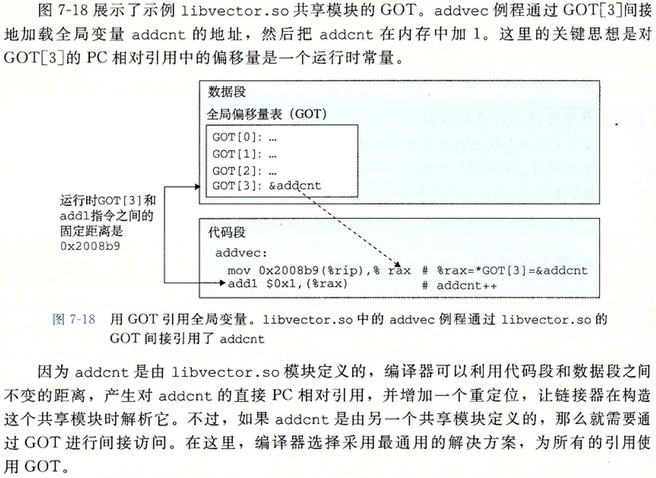 图 7-18 展示了示例 libvector.so 共享模块的 GOT。addvec 例程通过 GOT[3]间接
地加载全局变量 addcnt 的地址，然后把 addcnt 在内存中加 1。这里的关键思想是对
GOT[3]的 PC 相对引用中的偏移量是一个运行时常量。
数据段
全局偏移量表（GOT）
GOT[0]: …
GOT[1]: …
GOT[2]: …
GOT[3]: &addcnt
运行时GOT[3]和
addl指令之间的
固定距离是
0x2008b9
代码段
addvec:
mov 0x2008b9(%rip),% rax # %rax=*GOT[3]=&addcnt
addl $0x1,(%rax) # addcnt++
图 7-18 用 GOT 引用全局变量。libvector.so 中的 addvec 例程通过 libvector.so 的
GOT 间接引用了 addcnt
因为 addcnt 是由 libvector.so 模块定义的，编译器可以利用代码段和数据段之间
不变的距离，产生对 addcnt 的直接 PC 相对引用，并增加一个重定位，让链接器在构造
这个共享模块时解析它。不过，如果 addcnt 是由另一个共享模块定义的，那么就需要通
过 GOT 进行间接访问。在这里，编译器选择采用最通用的解决方案，为所有的引用使
用 GOT。